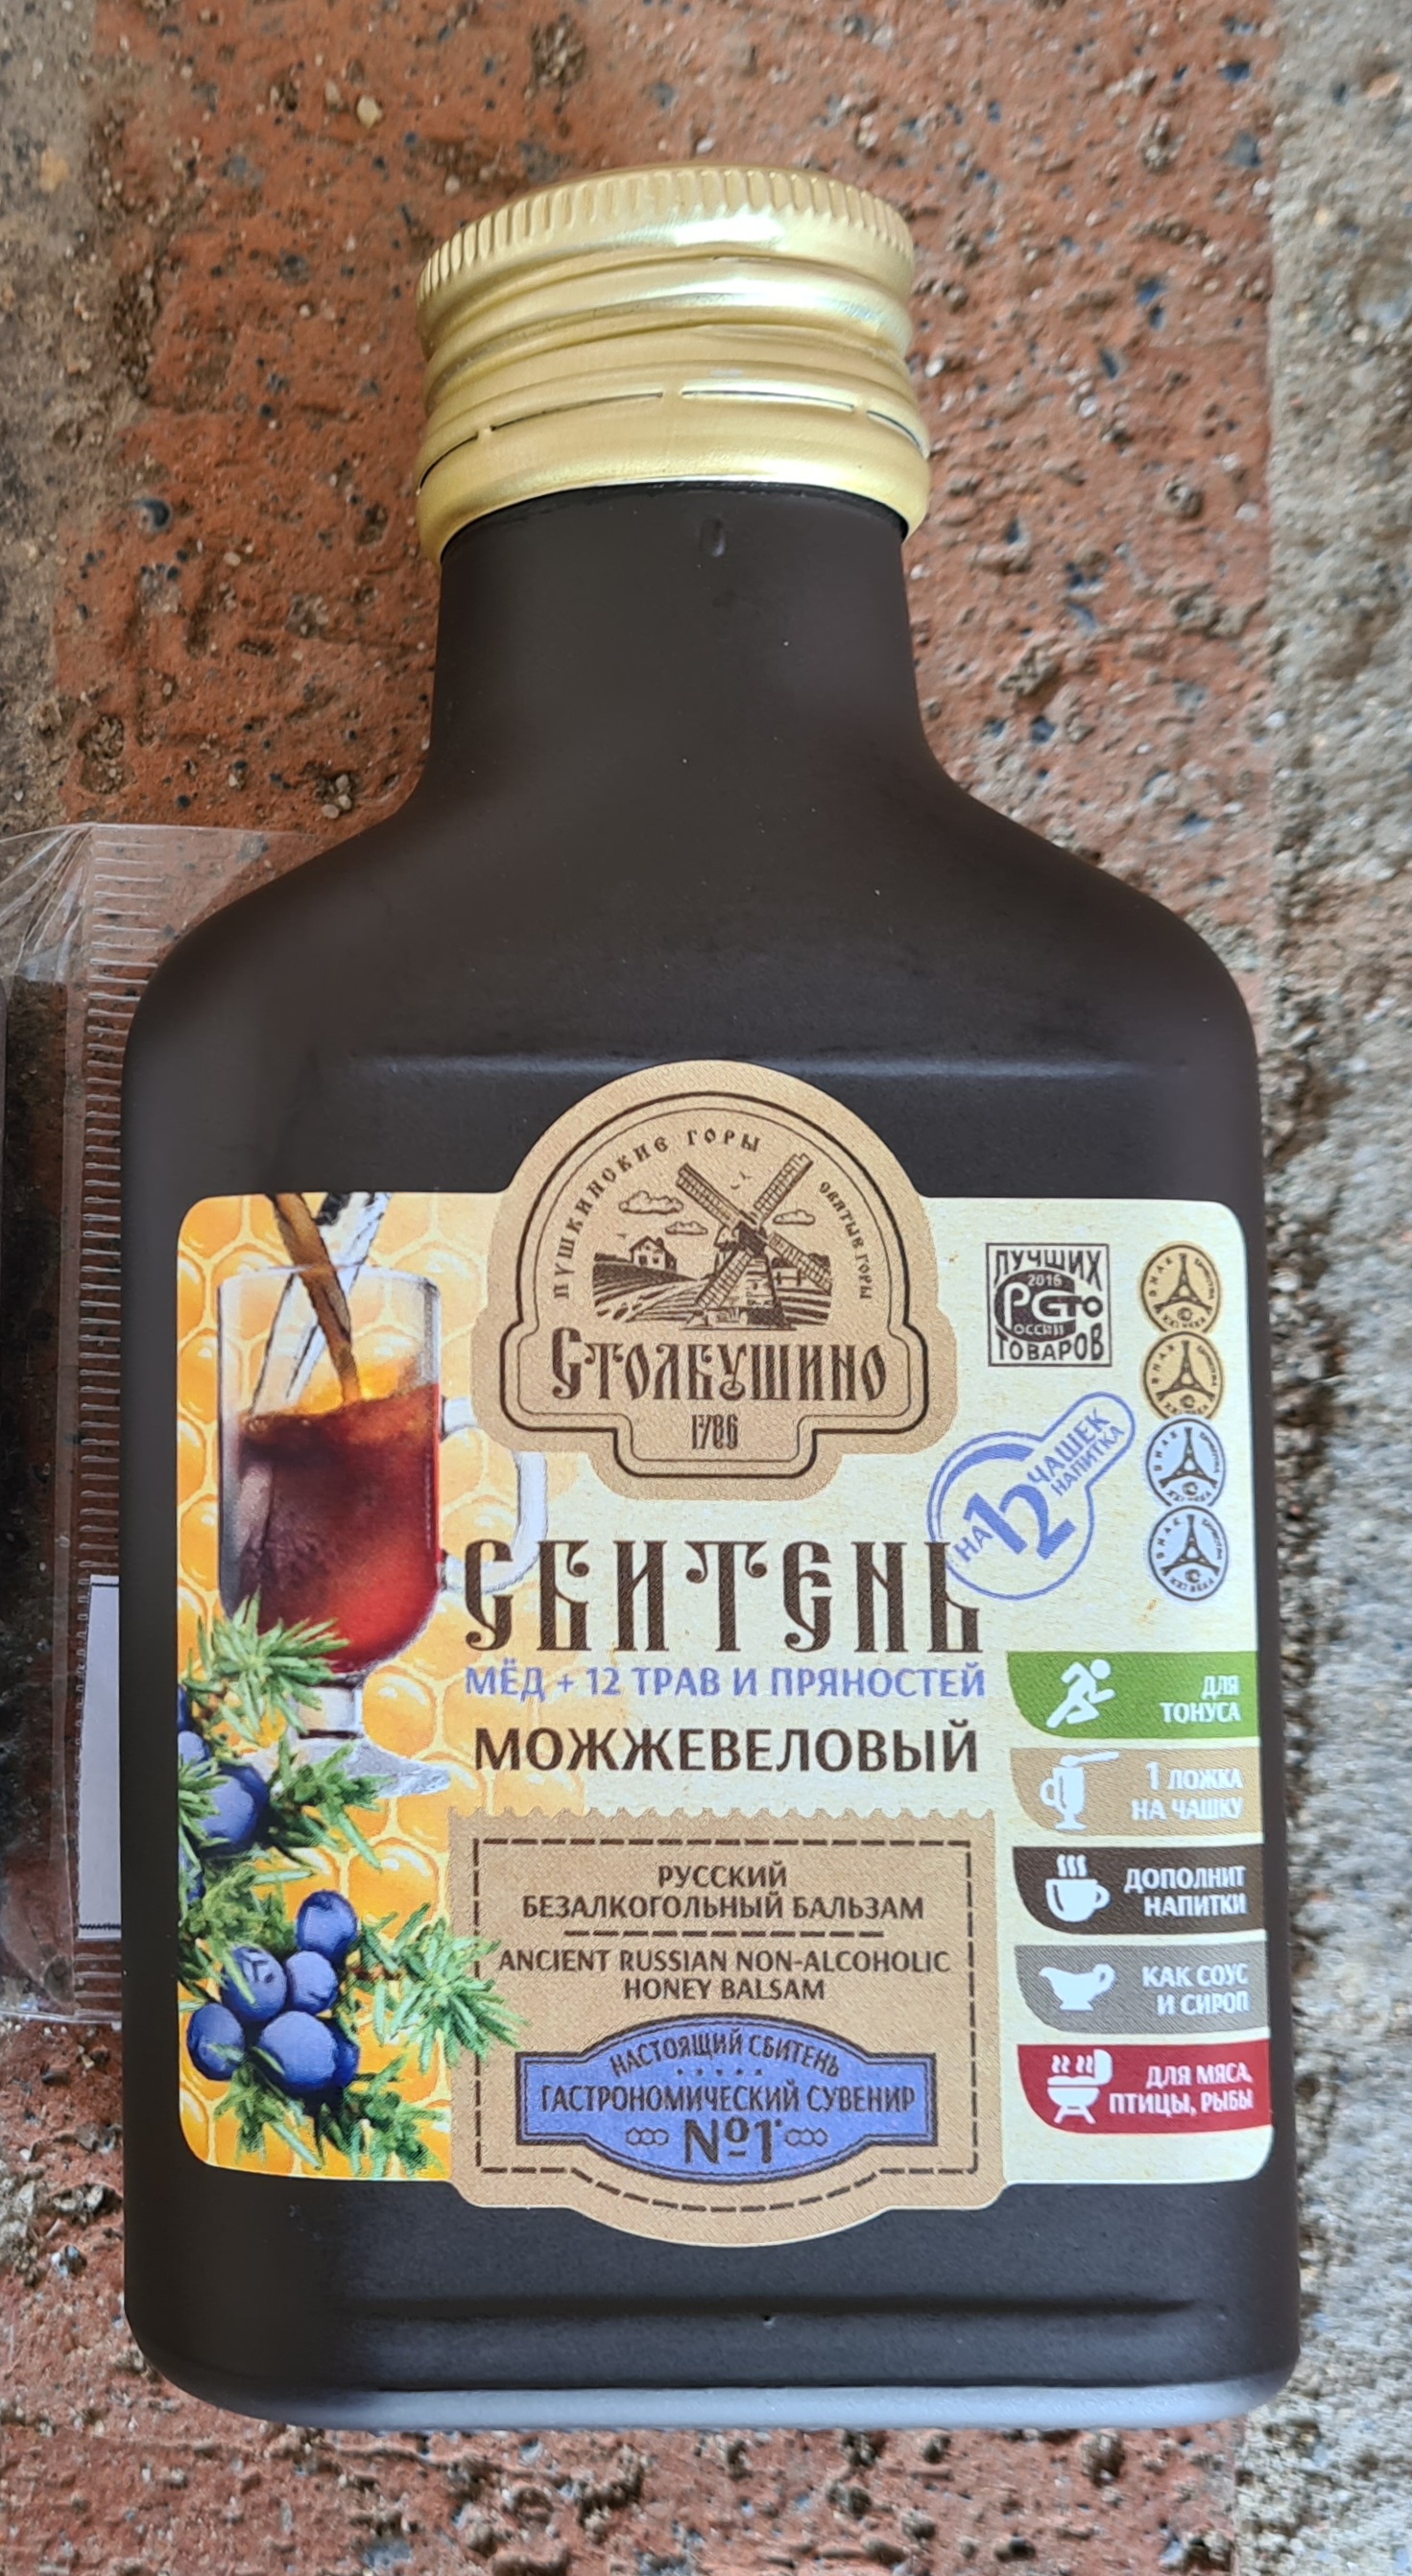 ПУШКИНСКИЕ ГОРЫ
СВЯТЫЕ ГОРЫ
СТОЛБУШИНО
1786
ЛУЧШИХ
2016
РОССИИ
СТО
ТОВАРОВ
НА 12 ЧАШЕК
НАПИТКА
СБИТЕНЬ
МЁД + 12 ТРАВ И ПРЯНОСТЕЙ
МОЖЖЕВЕЛОВЫЙ
РУССКИЙ
БЕЗАЛКОГОЛЬНЫЙ БАЛЬЗАМ
ANCIENT RUSSIAN NON-ALCOHOLIC
HONEY BALSAM
НАСТОЯЩИЙ СБИТЕНЬ
ГАСТРОНОМИЧЕСКИЙ СУВЕНИР
№1*
ДЛЯ
ТОНУСА
1 ЛОЖКА
НА ЧАШКУ
ДОПОЛНИТ
НАПИТКИ
КАК СОУС
И СИРОП
ДЛЯ МЯСА,
ПТИЦЫ, РЫБЫ